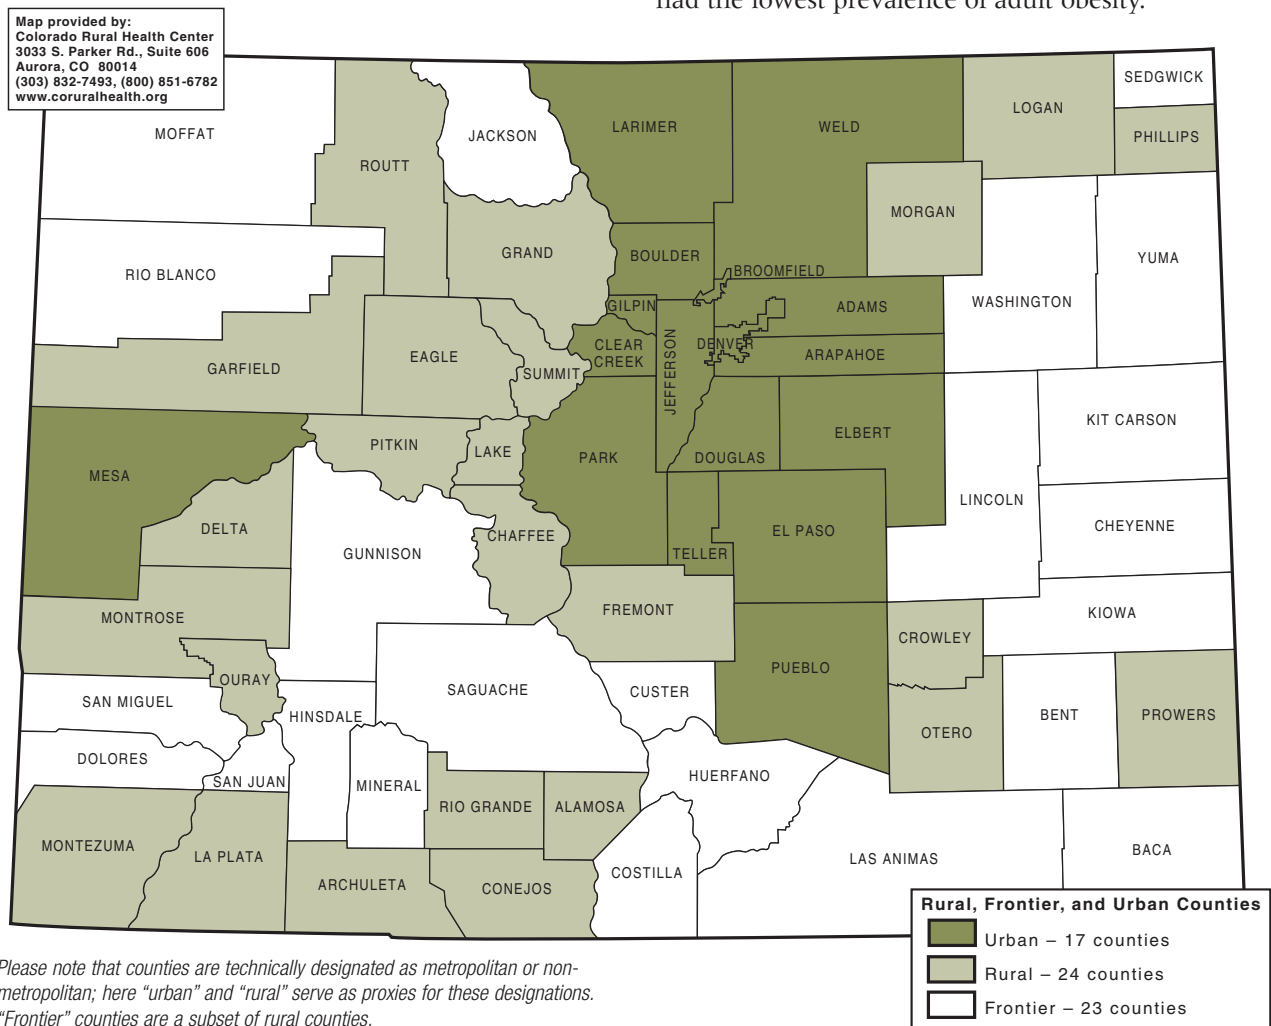 had the lowest prevalence of adult obesity.
Map provided by:
Colorado Rural Health Center
3033 S. Parker Rd., Suite 606
Aurora, CO  80014
(303) 832-7493, (800) 851-6782
www.coruralhealth.org
MOFFAT
ROUTT
JACKSON
LARIMER
WELD
LOGAN
SEDGWICK
PHILLIPS
MORGAN
RIO BLANCO
GRAND
BOULDER
BROOMFIELD
YUMA
WASHINGTON
GILPIN
ADAMS
CLEAR
CREEK
JEFFERSON
DENVER
ARAPAHOE
GARFIELD
EAGLE
SUMMIT
KIT CARSON
ELBERT
PITKIN
LAKE
PARK
DOUGLAS
MESA
LINCOLN
DELTA
CHAFFEE
EL PASO
CHEYENNE
GUNNISON
TELLER
MONTROSE
FREMONT
KIOWA
CROWLEY
OURAY
PUEBLO
SAGUACHE
CUSTER
SAN MIGUEL
HINSDALE
BENT
PROWERS
OTERO
DOLORES
SAN JUAN
MINERAL
HUERFANO
RIO GRANDE
ALAMOSA
MONTEZUMA
LA PLATA
ARCHULETA
CONEJOS
COSTILLA
LAS ANIMAS
BACA
Rural, Frontier, and Urban Counties
Urban – 17 counties
Rural – 24 counties
Frontier – 23 counties
Please note that counties are technically designated as metropolitan or non-
metropolitan; here “urban” and “rural” serve as proxies for these designations.
“Frontier” counties are a subset of rural counties.